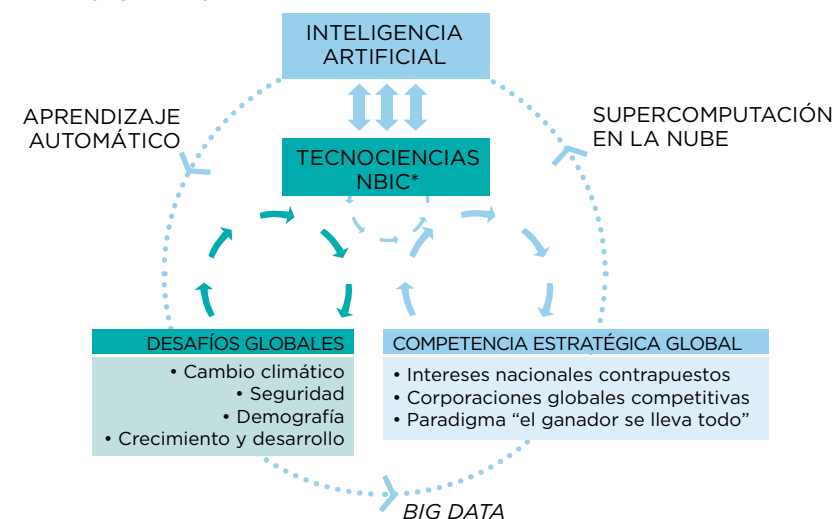 INTELIGENCIA
ARTIFICIAL
APRENDIZAJE
AUTOMÁTICO
SUPERCOMPUTACIÓN
EN LA NUBE
TECNOCIENCIAS
NBIC*
DESAFÍOS GLOBALES
• Cambio climático
• Seguridad
• Demografía
• Crecimiento y desarrollo
COMPETENCIA ESTRATÉGICA GLOBAL
• Intereses nacionales contrapuestos
• Corporaciones globales competitivas
• Paradigma “el ganador se lleva todo”
BIG DATA